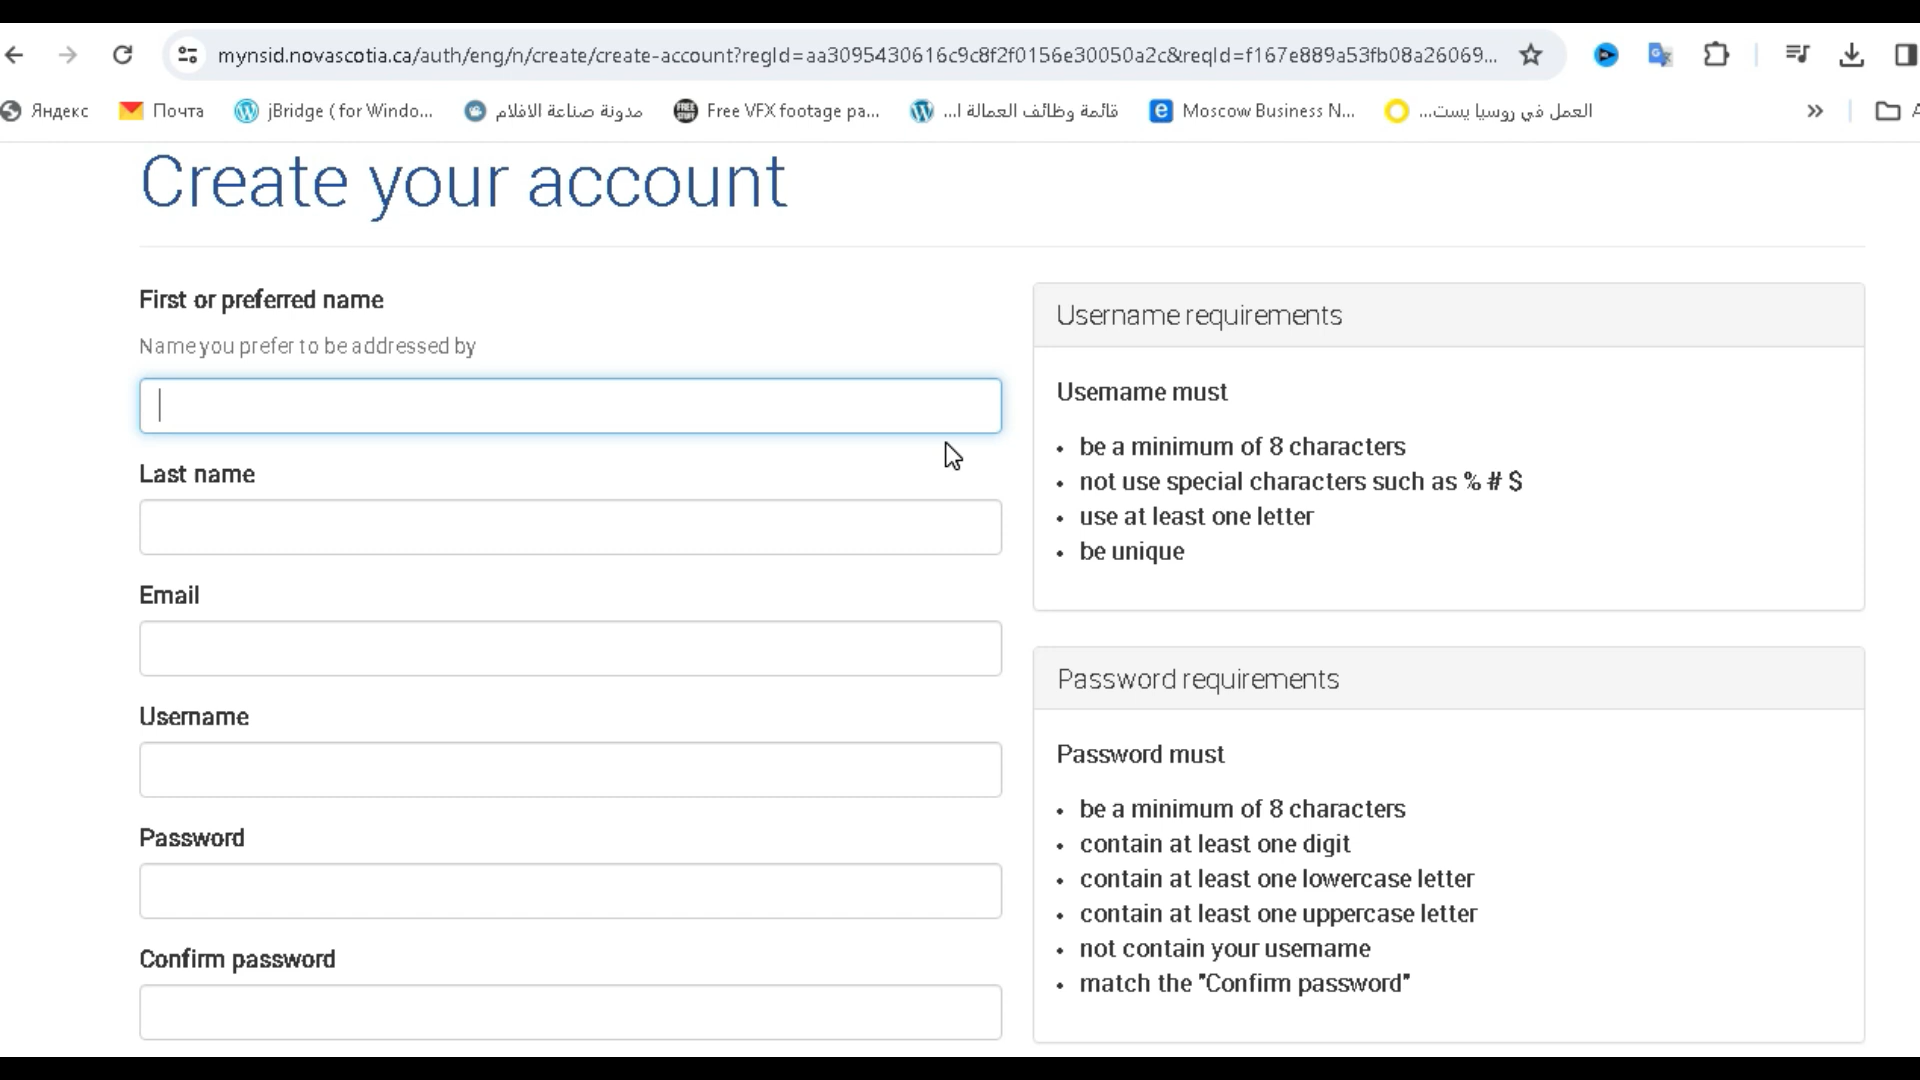 mynsid.novascotia.ca/auth/eng/n/create/create-account?regId=aa3095430616c9c8f2f0156e30050a2c&reqId=f167e889a53fb08a26069...
Яндекс Почта jBridge ( for Windo... مدونة صناعة الافلام Free VFX footage pa... قائمة وظائف العمالة ا... Moscow Business N... العمل في روسيا يست... »
Create your account
First or preferred name
Name you prefer to be addressed by
Last name
Email
Username
Password
Confirm password
Username requirements
Username must
• be a minimum of 8 characters
• not use special characters such as % # $
• use at least one letter
• be unique
Password requirements
Password must
• be a minimum of 8 characters
• contain at least one digit
• contain at least one lowercase letter
• contain at least one uppercase letter
• not contain your username
• match the "Confirm password"